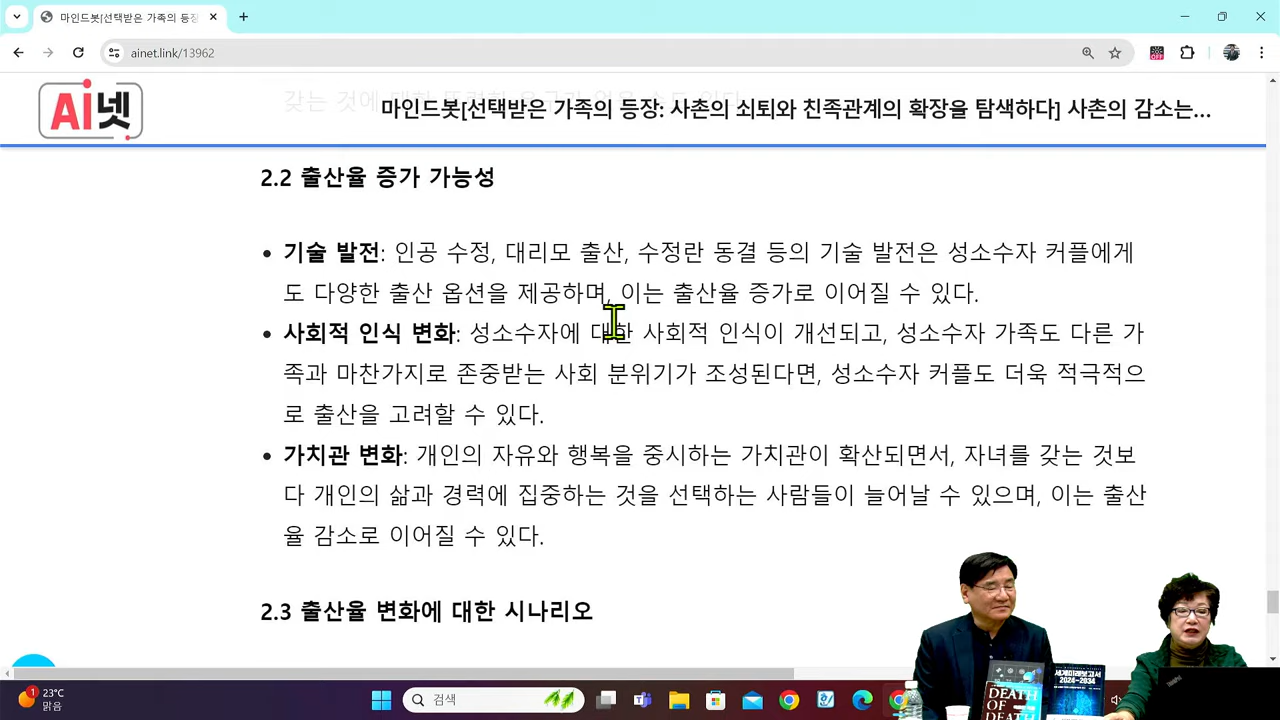 마인드봇[선택받은 가족의 등장
ainet.link/13962
OFF
Ai넷
갖는 것에 대한
마인드봇[선택받은 가족의 등장: 사촌의 쇠퇴와 친족관계의 확장을 탐색하다] 사촌의 감소는...
2.2 출산율 증가 가능성
기술 발전: 인공 수정, 대리모 출산, 수정란 동결 등의 기술 발전은 성소수자 커플에게
도 다양한 출산 옵션을 제공하며, 이는 출산율 증가로 이어질 수 있다.
사회적 인식 변화: 성소수자에 대한 사회적 인식이 개선되고, 성소수자 가족도 다른 가
족과 마찬가지로 존중받는 사회 분위기가 조성된다면, 성소수자 커플도 더욱 적극적으
로 출산을 고려할 수 있다.
가치관 변화: 개인의 자유와 행복을 중시하는 가치관이 확산되면서, 자녀를 갖는 것보
다 개인의 삶과 경력에 집중하는 것을 선택하는 사람들이 늘어날 수 있으며, 이는 출산
율 감소로 이어질 수 있다.
2.3 출산율 변화에 대한 시나리오
DEATH
OF
DEATH
세계미래보고서
2024-2034
ThinkPad
1
23°C
맑음
검색